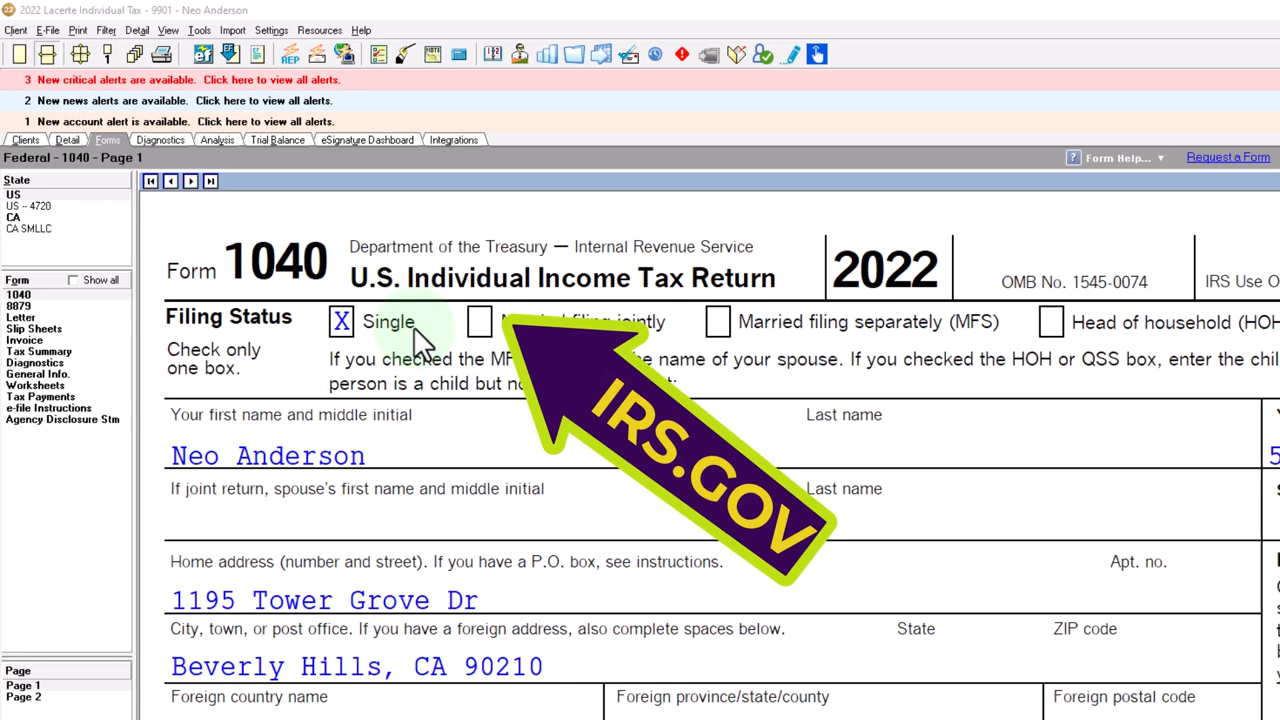 22 2022 Lacerte Individual Tax - 9901 - Neo Anderson
Client E-File Print Filter Detail View Tools Import Settings Resources Help
3 New critical alerts are available. Click here to view all alerts.
2 New news alerts are available. Click here to view all alerts.
1 New account alert is available. Click here to view all alerts.
Clients Detail Forms Diagnostics Analysis Trial Balance eSignature Dashboard Integrations
Federal - 1040 - Page 1
? Form Help... Request a Form
State
US
US -- 4720
CA
CA SMLLC
Form Show all
1040
8879
Letter
Slip Sheets
Invoice
Tax Summary
Diagnostics
General Info.
Worksheets
Tax Payments
e-file Instructions
Agency Disclosure Stm
Page
Page 1
Page 2
Form 1040
Department of the Treasury — Internal Revenue Service
U.S. Individual Income Tax Return
2022
OMB No. 1545-0074
IRS Use
Filing Status
Check only
one box.
X Single
filing jointly
Married filing separately (MFS)
Head of household (HOH
If you checked the name of your spouse. If you checked the HOH or QSS box, enter the
person is a child but
IRS.GOV
Your first name and middle initial
Last name
Neo Anderson
If joint return, spouse's first name and middle initial
Last name
Home address (number and street). If you have a P.O. box, see instructions.
Apt. no.
1195 Tower Grove Dr
City, town, or post office. If you have a foreign address, also complete spaces below.
State
ZIP code
Beverly Hills, CA 90210
Foreign country name
Foreign province/state/county
Foreign postal code